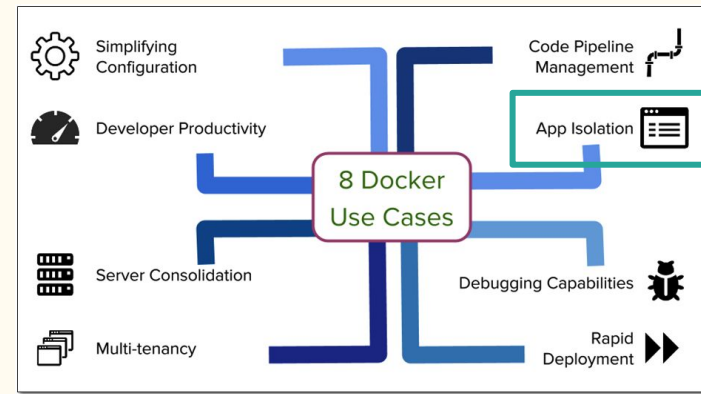 Simplifying
Configuration
Developer Productivity
Server Consolidation
Multi-tenancy
8 Docker
Use Cases
Code Pipeline
Management
App Isolation
Debugging Capabilities
Rapid
Deployment